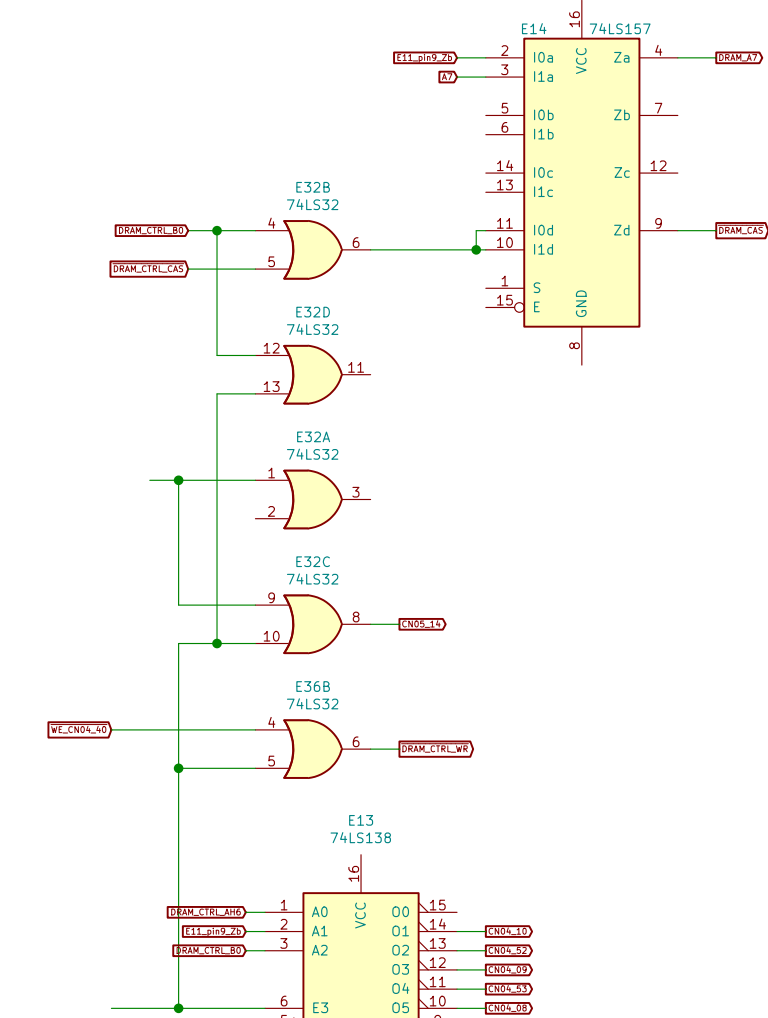 E14
74LS157
16
VCC
E11_pin9_Zb
2
I0a
Za
4
DRAM_A7
A7
3
I1a
5
I0b
Zb
7
6
I1b
14
I0c
Zc
12
13
I1c
11
I0d
Zd
9
DRAM_CAS
10
I1d
1
S
15
E
GND
8
E32B
74LS32
DRAM_CTRL_B0
4
DRAM_CTRL_CAS
5
6
E32D
74LS32
12
13
11
E32A
74LS32
1
2
3
E32C
74LS32
9
10
8
CN05_14
E36B
74LS32
WE_CN04_40
4
5
6
DRAM_CTRL_WR
E13
74LS138
16
VCC
DRAM_CTRL_AH6
1
A0
O0
15
E11_pin9_Zb
2
A1
O1
14
CN04_10
DRAM_CTRL_B0
3
A2
O2
13
CN04_52
O3
12
CN04_09
O4
11
CN04_53
6
E3
O5
10
CN04_08